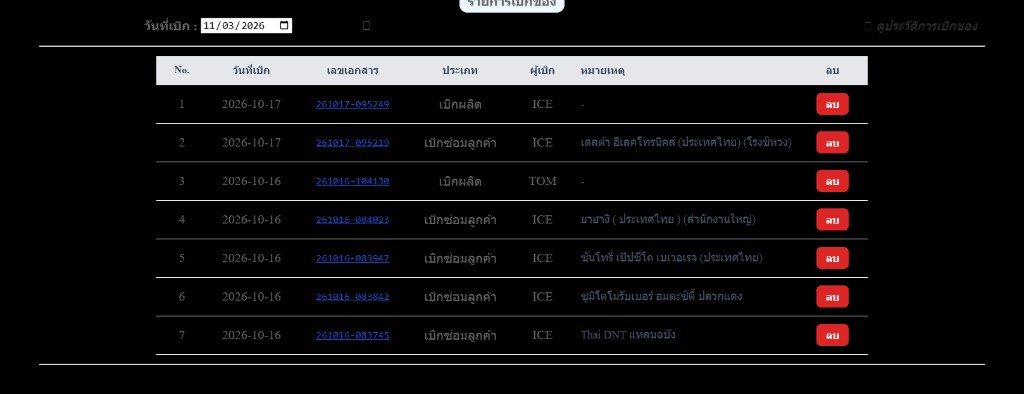 รายการเบิกของ
วันที่เบิก : 11/03/2026
ดูประวัติการเบิกของ
No. วันที่เบิก เลขเอกสาร ประเภท ผู้เบิก หมายเหตุ ลบ
1 2026-10-17 261017-095249 เบิกผลิต ICE - ลบ
2 2026-10-17 261017-095219 เบิกซ่อมลูกค้า ICE เดลต้า อีเลคโทรนิคส์ (ประเทศไทย) (โรงซิหวง) ลบ
3 2026-10-16 261016-104130 เบิกผลิต TOM - ลบ
4 2026-10-16 261016-084023 เบิกซ่อมลูกค้า ICE ยาฮางิ ( ประเทศไทย ) (สำนักงานใหญ่) ลบ
5 2026-10-16 261016-083947 เบิกซ่อมลูกค้า ICE ซันโทรี่ เป๊ปซี่โค เบเวอเรจ (ประเทศไทย) ลบ
6 2026-10-16 261016-083842 เบิกซ่อมลูกค้า ICE ซูมิโตโมรับเบอร์ อมตะซิตี้ ปลวกแดง ลบ
7 2026-10-16 261016-083745 เบิกซ่อมลูกค้า ICE Thai DNT แหลมฉบัง ลบ